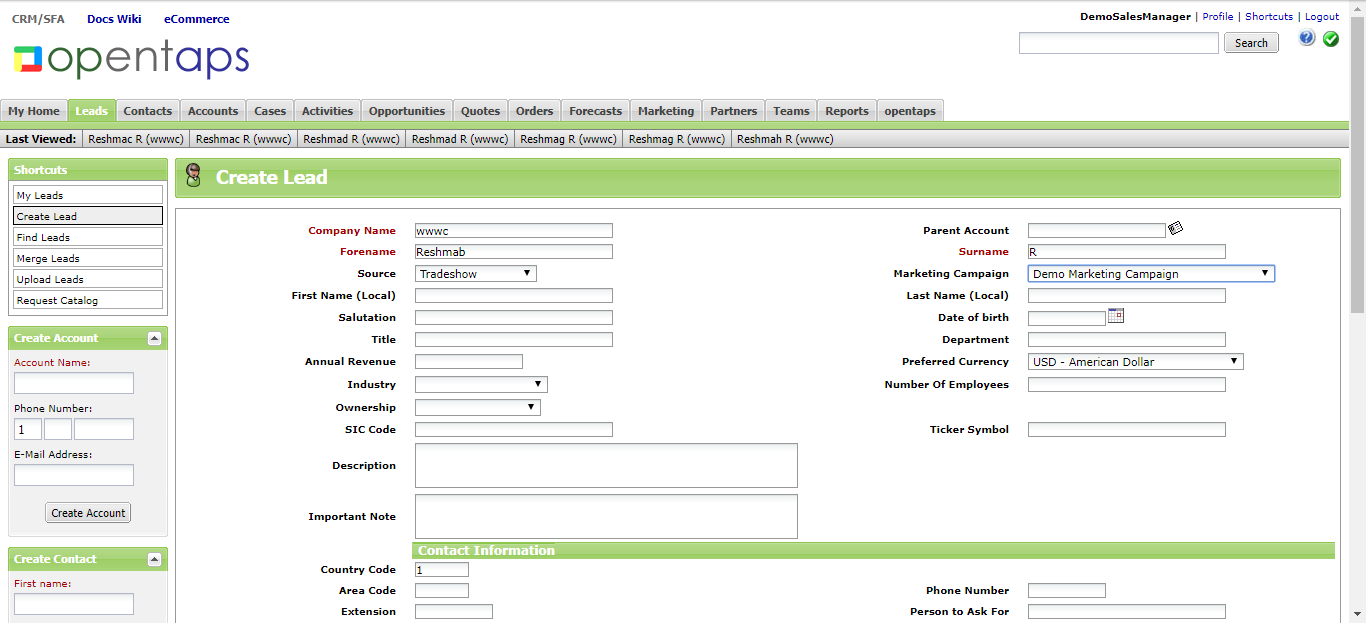 CRM/SFA Docs Wiki eCommerce
DemoSalesManager | Profile | Shortcuts | Logout
opentaps
Search
My Home Leads Contacts Accounts Cases Activities Opportunities Quotes Orders Forecasts Marketing Partners Teams Reports opentaps
Last Viewed: Reshmac R (wwwc) Reshmac R (wwwc) Reshmad R (wwwc) Reshmad R (wwwc) Reshmag R (wwwc) Reshmag R (wwwc) Reshmah R (wwwc)
Shortcuts
My Leads
Create Lead
Find Leads
Merge Leads
Upload Leads
Request Catalog
Create Account
Account Name:
Phone Number:
1
E-Mail Address:
Create Account
Create Contact
First name:
Create Lead
Company Name wwwc Parent Account
Forename Reshmab Surname R
Source Tradeshow Marketing Campaign Demo Marketing Campaign
First Name (Local) Last Name (Local)
Salutation Date of birth
Title Department
Annual Revenue Preferred Currency USD - American Dollar
Industry Number Of Employees
Ownership
SIC Code Ticker Symbol
Description
Important Note
Contact Information
Country Code 1
Area Code Phone Number
Extension Person to Ask For